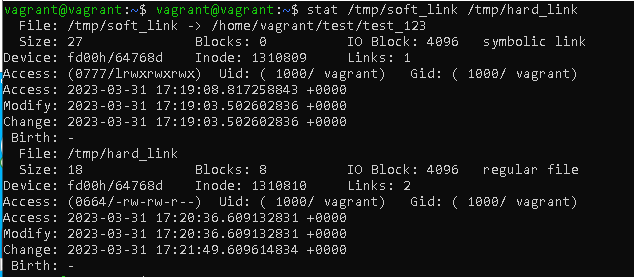 vagrant@vagrant:~$ vagrant@vagrant:~$ stat /tmp/soft_link /tmp/hard_link
  File: /tmp/soft_link -> /home/vagrant/test/test_123
  Size: 27              Blocks: 0          IO Block: 4096   symbolic link
Device: fd00h/64768d    Inode: 1310809     Links: 1
Access: (0777/lrwxrwxrwx)  Uid: ( 1000/ vagrant)   Gid: ( 1000/ vagrant)
Access: 2023-03-31 17:19:08.817258843 +0000
Modify: 2023-03-31 17:19:03.502602836 +0000
Change: 2023-03-31 17:19:03.502602836 +0000
 Birth: -
  File: /tmp/hard_link
  Size: 18              Blocks: 8          IO Block: 4096   regular file
Device: fd00h/64768d    Inode: 1310810     Links: 2
Access: (0664/-rw-rw-r--)  Uid: ( 1000/ vagrant)   Gid: ( 1000/ vagrant)
Access: 2023-03-31 17:20:36.609132831 +0000
Modify: 2023-03-31 17:20:36.609132831 +0000
Change: 2023-03-31 17:21:49.609614834 +0000
 Birth: -